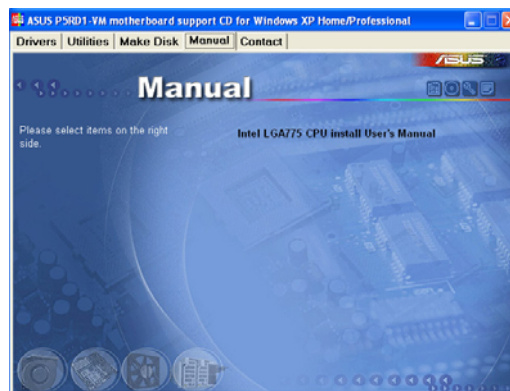 ASUS P5RD1-VM motherboard support CD for Windows XP Home/Professional
Drivers Utilities Make Disk Manual Contact
ASUS
Manual
Please select items on the right
side.
Intel LGA775 CPU install User's Manual